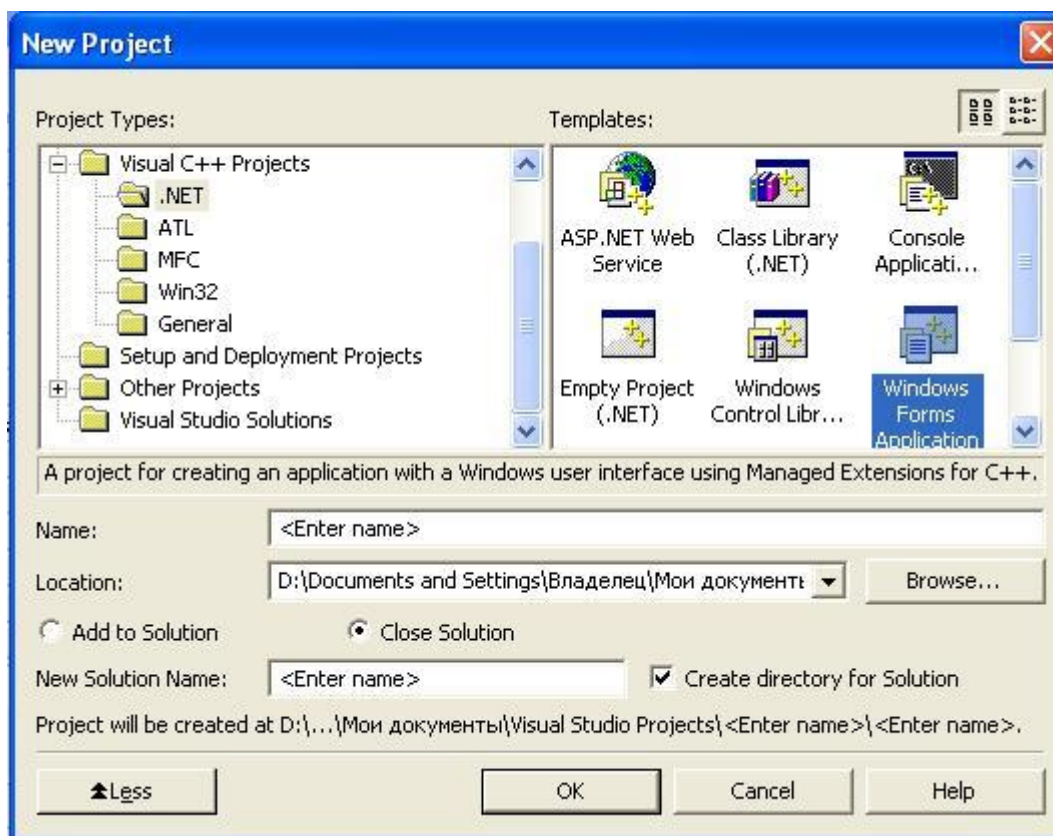 New Project
Project Types:
Templates:
Visual C++ Projects
.NET
ATL
MFC
Win32
General
Setup and Deployment Projects
Other Projects
Visual Studio Solutions
ASP.NET Web
Service
Class Library
(.NET)
Console
Applicati...
Empty Project
(.NET)
Windows
Control Libr...
Windows
Forms
Application
A project for creating an application with a Windows user interface using Managed Extensions for C++.
Name:
<Enter name>
Location:
D:\Documents and Settings\Владелец\Мои документы
Browse...
Add to Solution
Close Solution
New Solution Name:
<Enter name>
Create directory for Solution
Project will be created at D:\...\Мои документы\Visual Studio Projects\<Enter name>\<Enter name>.
Less
OK
Cancel
Help